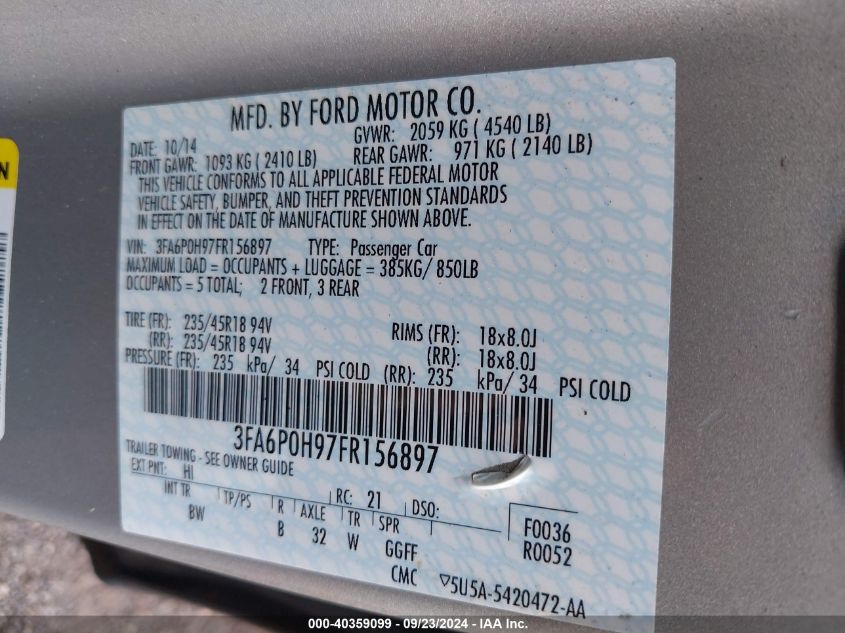 MFD. BY FORD MOTOR CO.
DATE: 10/14 GVWR: 2059 KG ( 4540 LB)
FRONT GAWR: 1093 KG ( 2410 LB) REAR GAWR: 971 KG ( 2140 LB)
THIS VEHICLE CONFORMS TO ALL APPLICABLE FEDERAL MOTOR
VEHICLE SAFETY, BUMPER, AND THEFT PREVENTION STANDARDS
IN EFFECT ON THE DATE OF MANUFACTURE SHOWN ABOVE.
VIN: 3FA6P0H97FR156897 TYPE: Passenger Car
MAXIMUM LOAD = OCCUPANTS + LUGGAGE = 385KG/ 850LB
OCCUPANTS = 5 TOTAL; 2 FRONT, 3 REAR
TIRE (FR): 235/45R18 94V RIMS (FR): 18x8.0J
(RR): 235/45R18 94V (RR): 18x8.0J
PRESSURE (FR): 235 kPa/ 34 PSI COLD (RR): 235 kPa/ 34 PSI COLD
3FA6P0H97FR156897
TRAILER TOWING - SEE OWNER GUIDE
EXT PNT: HI RC: 21 DSO:
INT TR TP/PS R AXLE TR SPR F0036
BW B 32 W GGFF R0052
CMC ▽5U5A-5420472-AA
000-40359099 - 09/23/2024 - IAA Inc.